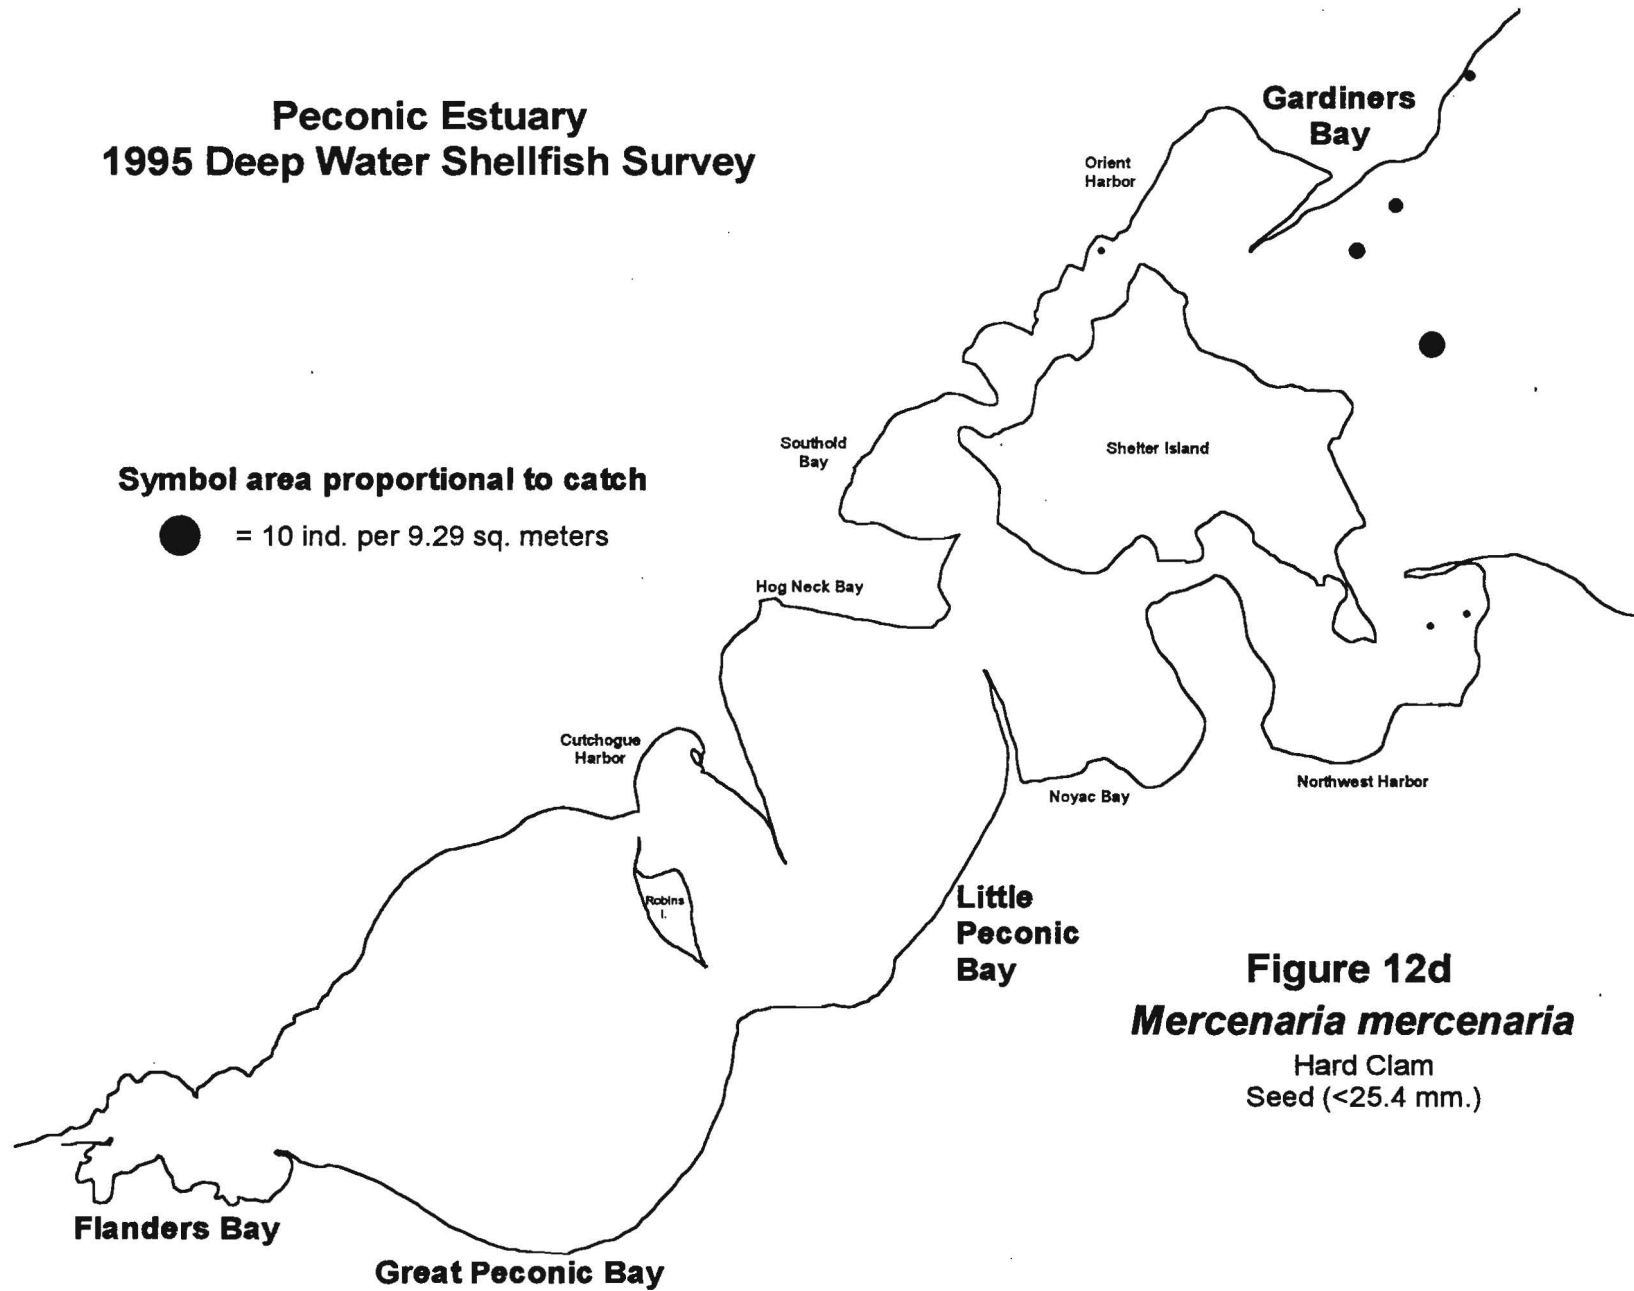 Peconic Estuary
1995 Deep Water Shellfish Survey
Gardiners
Bay
Orient
Harbor
Southold
Bay
Shelter Island
Symbol area proportional to catch
= 10 ind. per 9.29 sq. meters
Hog Neck Bay
Cutchogue
Harbor
Noyac Bay
Northwest Harbor
Robins
I.
Little
Peconic
Bay
Figure 12d
Mercenaria mercenaria
Hard Clam
Seed (<25.4 mm.)
Flanders Bay
Great Peconic Bay